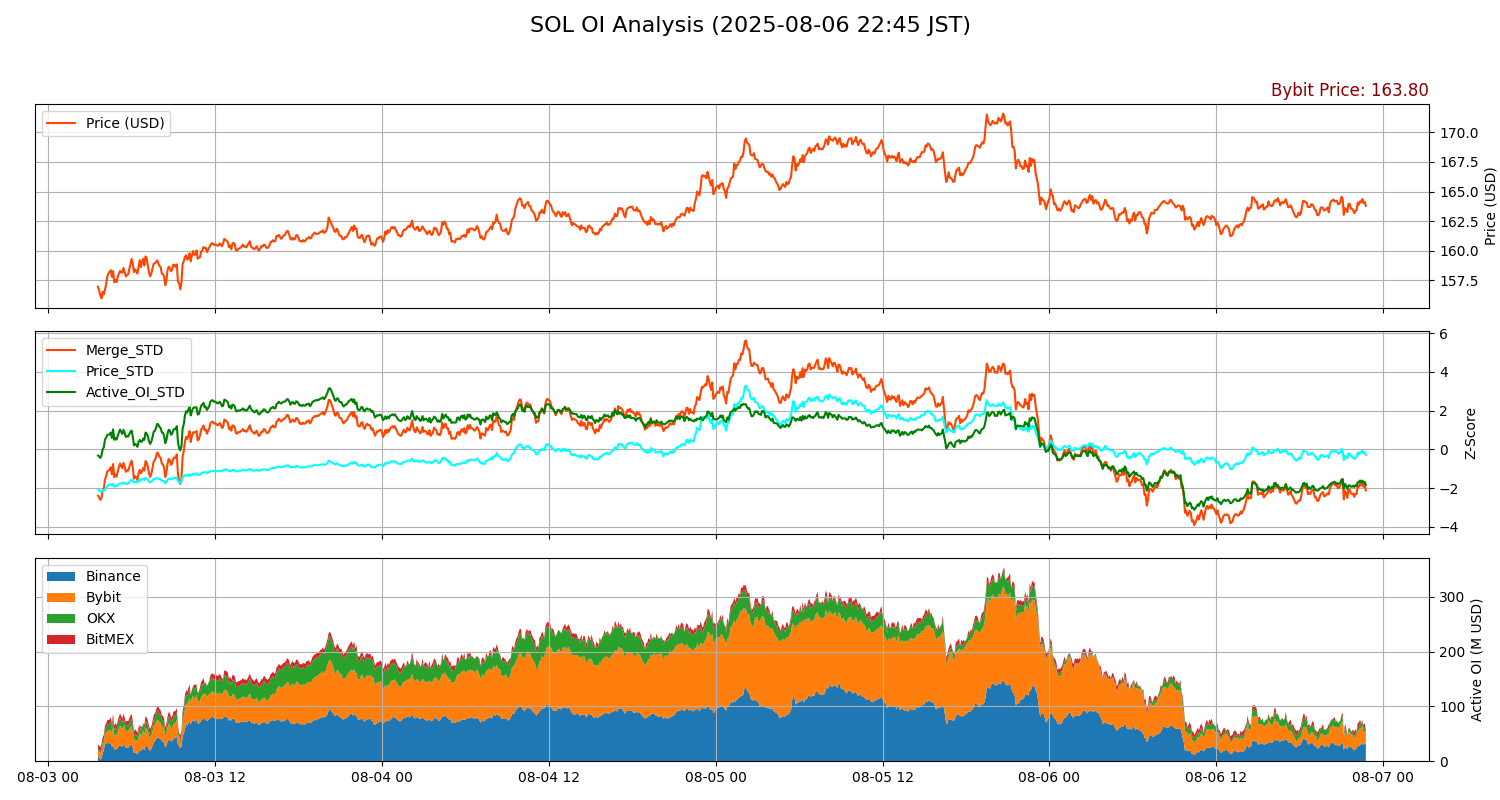 SOL OI Analysis (2025-08-06 22:45 JST)
Bybit Price: 163.80
Price (USD)
170.0
167.5
165.0
162.5
160.0
157.5
Price (USD)
Merge_STD
Price_STD
Active_OI_STD
6
4
2
0
−2
−4
Z-Score
Binance
Bybit
OKX
BitMEX
300
200
100
0
Active OI (M USD)
08-03 00 08-03 12 08-04 00 08-04 12 08-05 00 08-05 12 08-06 00 08-06 12 08-07 00